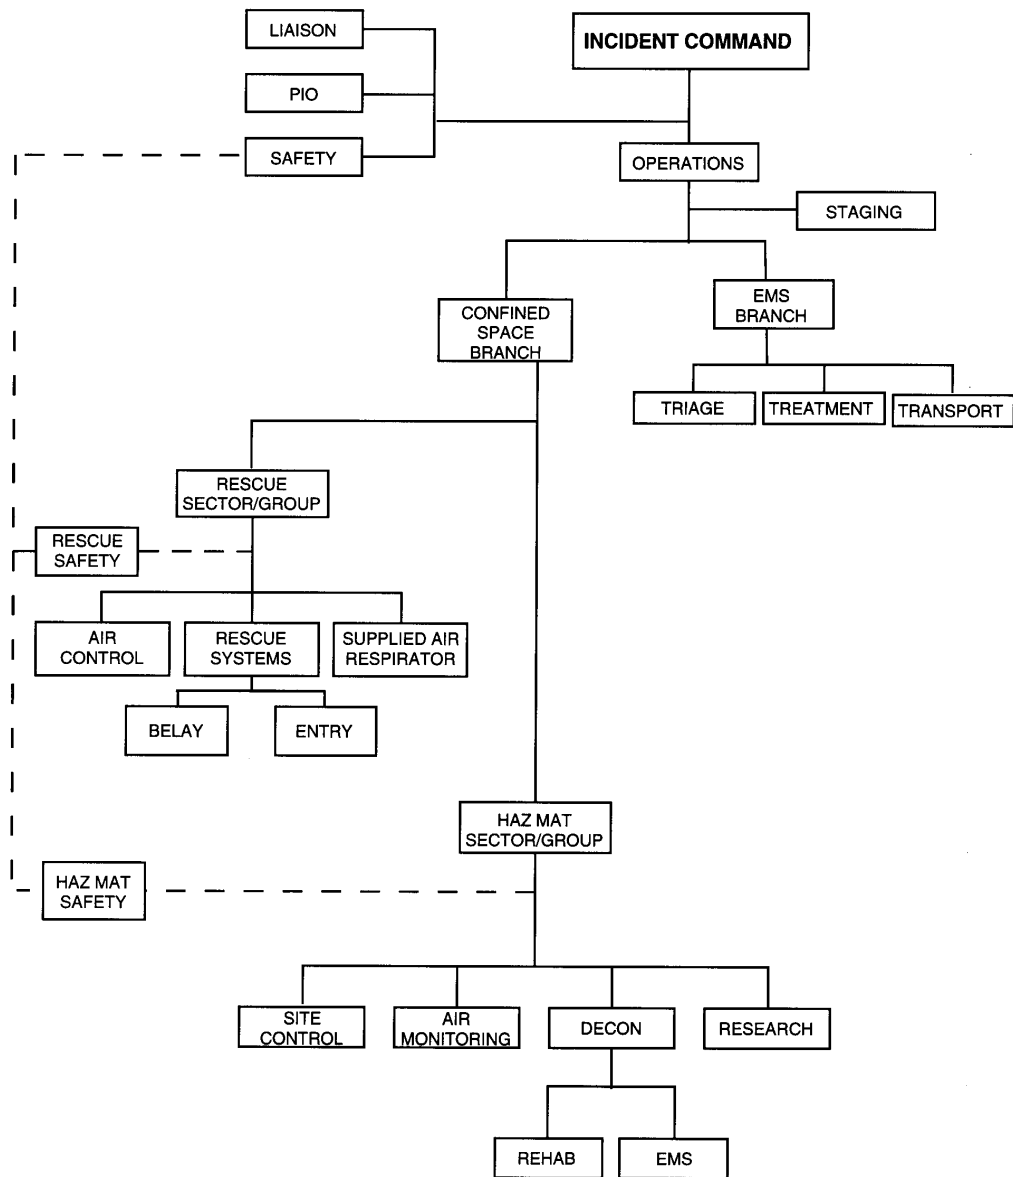 LIAISON
INCIDENT COMMAND
PIO
SAFETY
OPERATIONS
STAGING
CONFINED
SPACE
BRANCH
EMS
BRANCH
TRIAGE
TREATMENT
TRANSPORT
RESCUE
SECTOR/GROUP
RESCUE
SAFETY
AIR
CONTROL
RESCUE
SYSTEMS
SUPPLIED AIR
RESPIRATOR
BELAY
ENTRY
HAZ MAT
SECTOR/GROUP
HAZ MAT
SAFETY
SITE
CONTROL
AIR
MONITORING
DECON
RESEARCH
REHAB
EMS